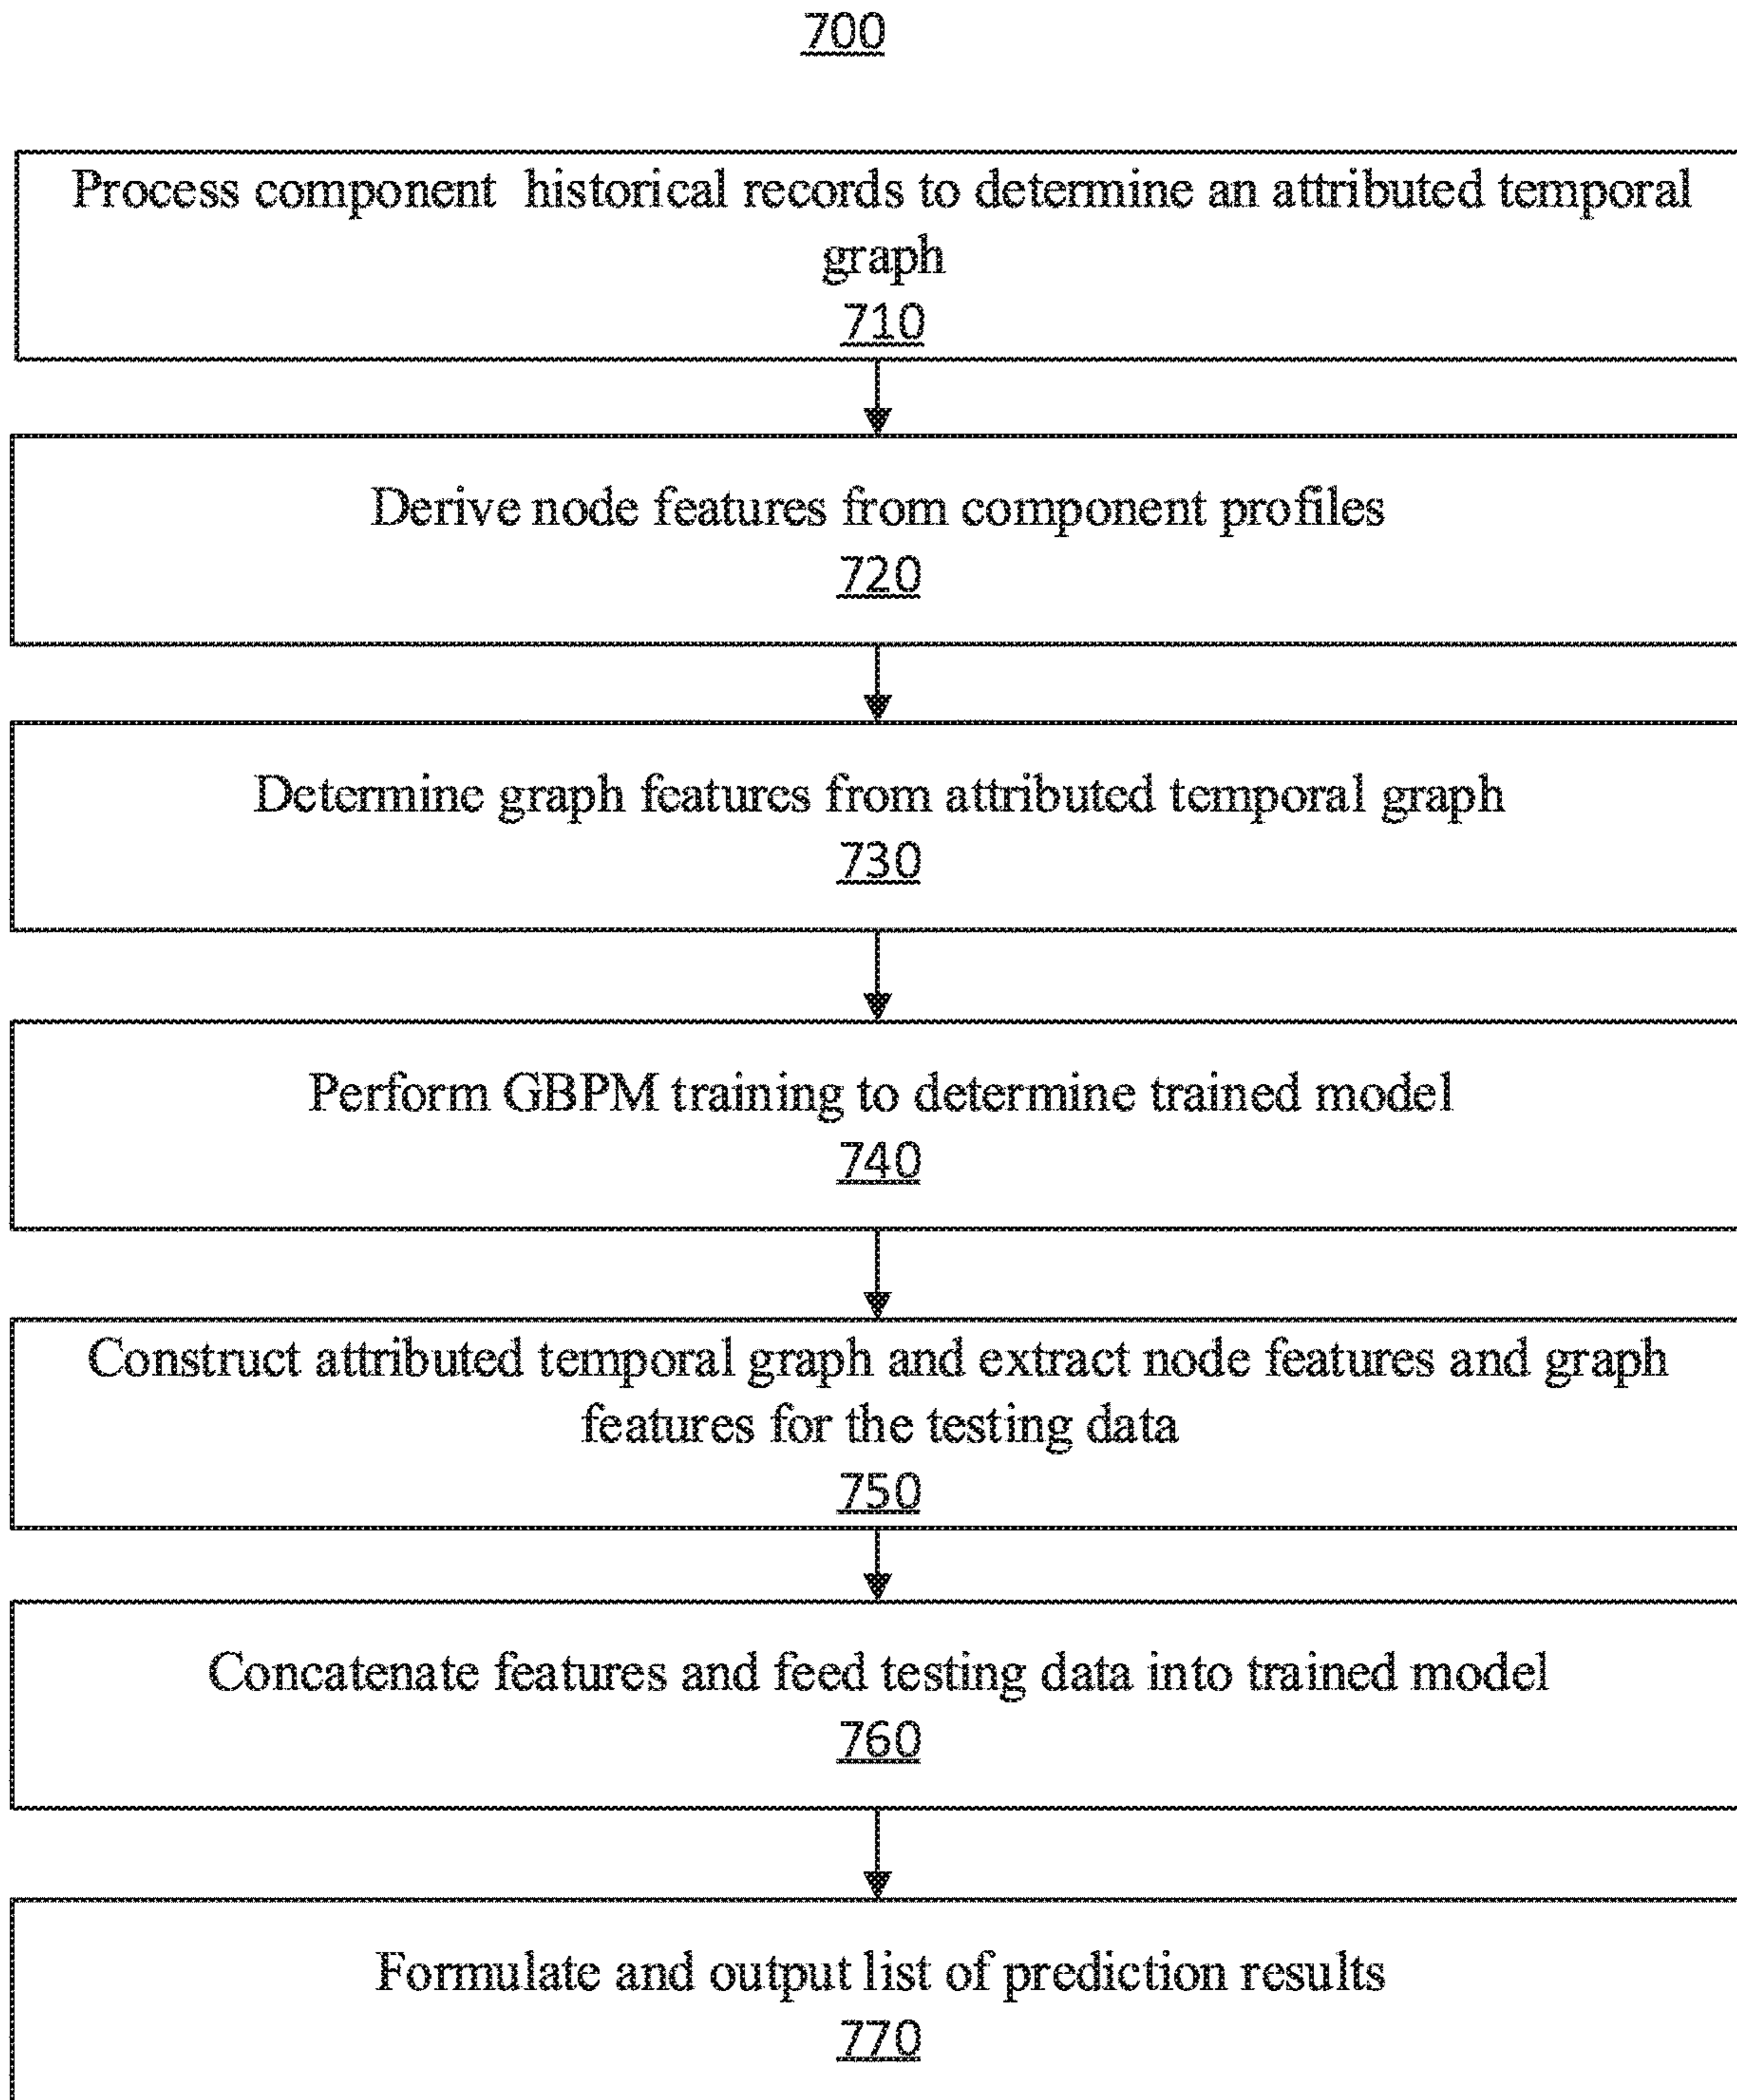 700
Process component historical records to determine an attributed temporal
graph
710
Derive node features from component profiles
720
Determine graph features from attributed temporal graph
730
Perform GBPM training to determine trained model
740
Construct attributed temporal graph and extract node features and graph
features for the testing data
750
Concatenate features and feed testing data into trained model
760
Formulate and output list of prediction results
770